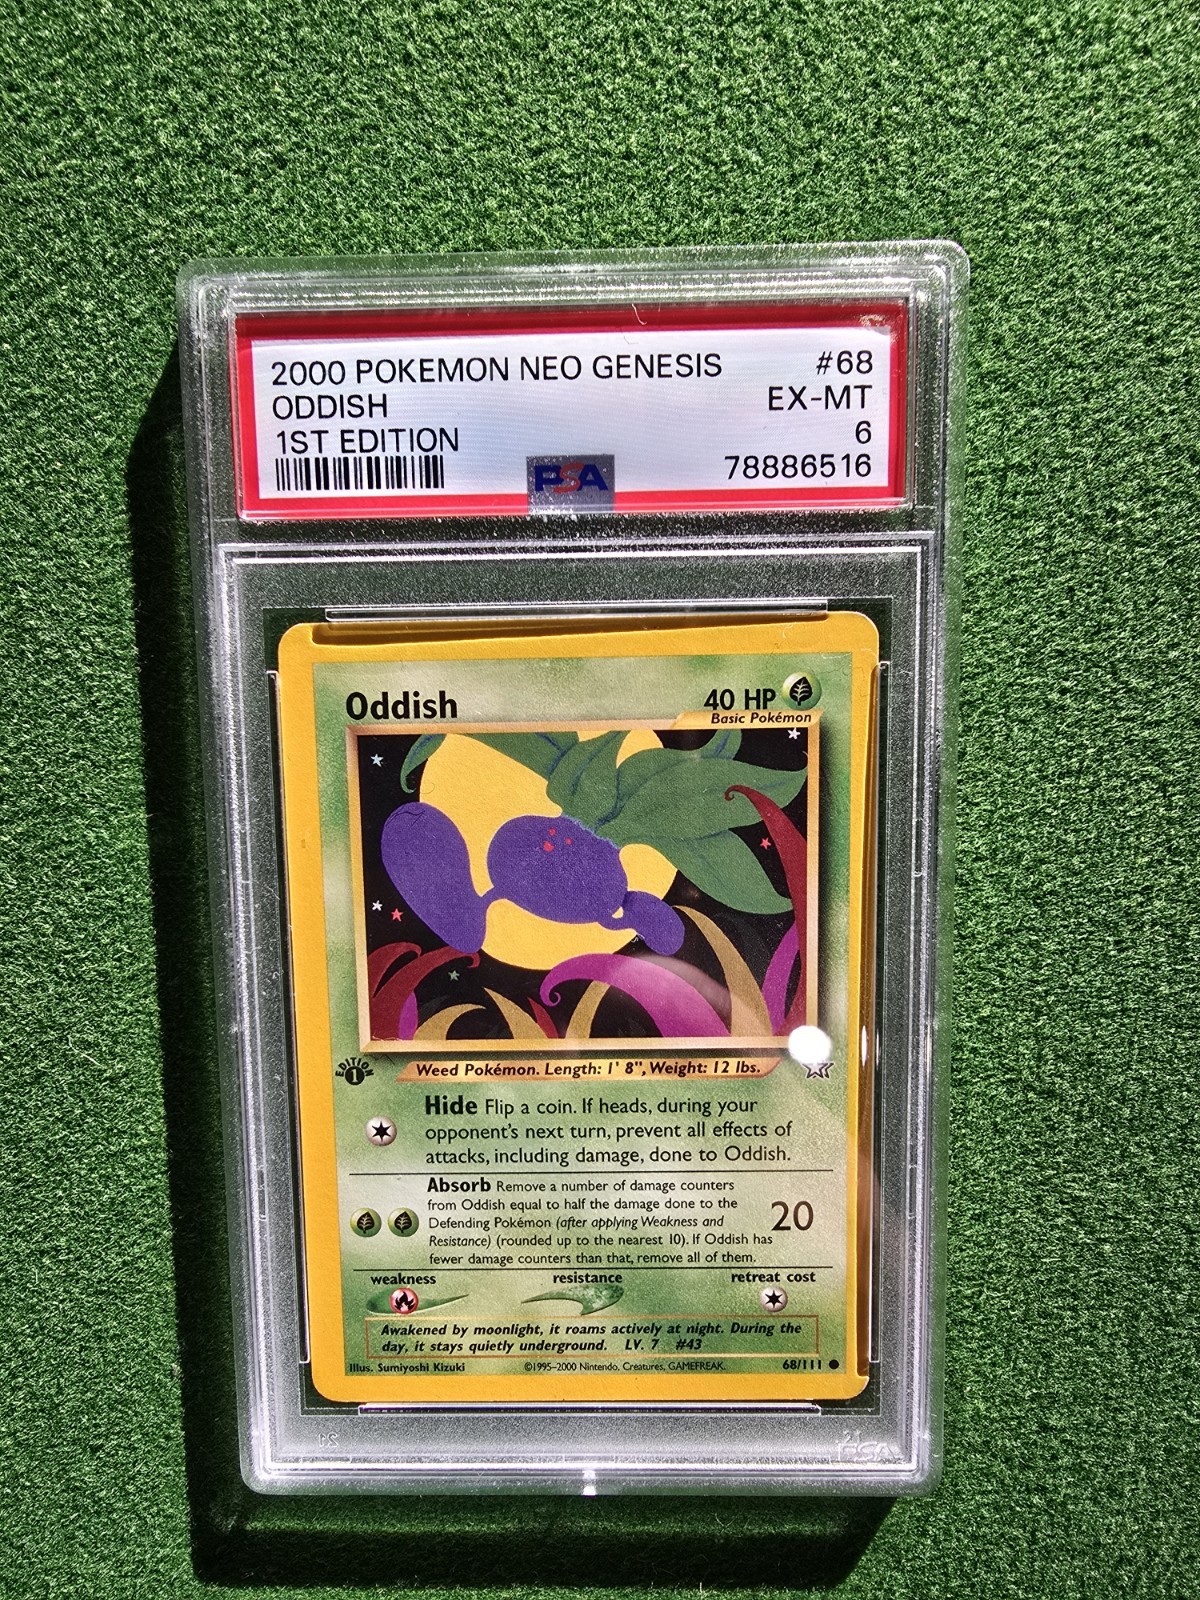 2000 POKEMON NEO GENESIS #68
ODDISH EX-MT
1ST EDITION 6
PSA 78886516
Oddish 40 HP
Basic Pokémon
EDITION
1
Weed Pokémon. Length: 1' 8", Weight: 12 lbs.
Hide Flip a coin. If heads, during your
opponent's next turn, prevent all effects of
attacks, including damage, done to Oddish.
Absorb Remove a number of damage counters
from Oddish equal to half the damage done to the
Defending Pokémon (after applying Weakness and
Resistance) (rounded up to the nearest 10). If Oddish has
fewer damage counters than that, remove all of them.
20
weakness resistance retreat cost
Awakened by moonlight, it roams actively at night. During the
day, it stays quietly underground. LV. 7 #43
Illus. Sumiyoshi Kizuki ©1995–2000 Nintendo, Creatures, GAMEFREAK. 68/111
PSA